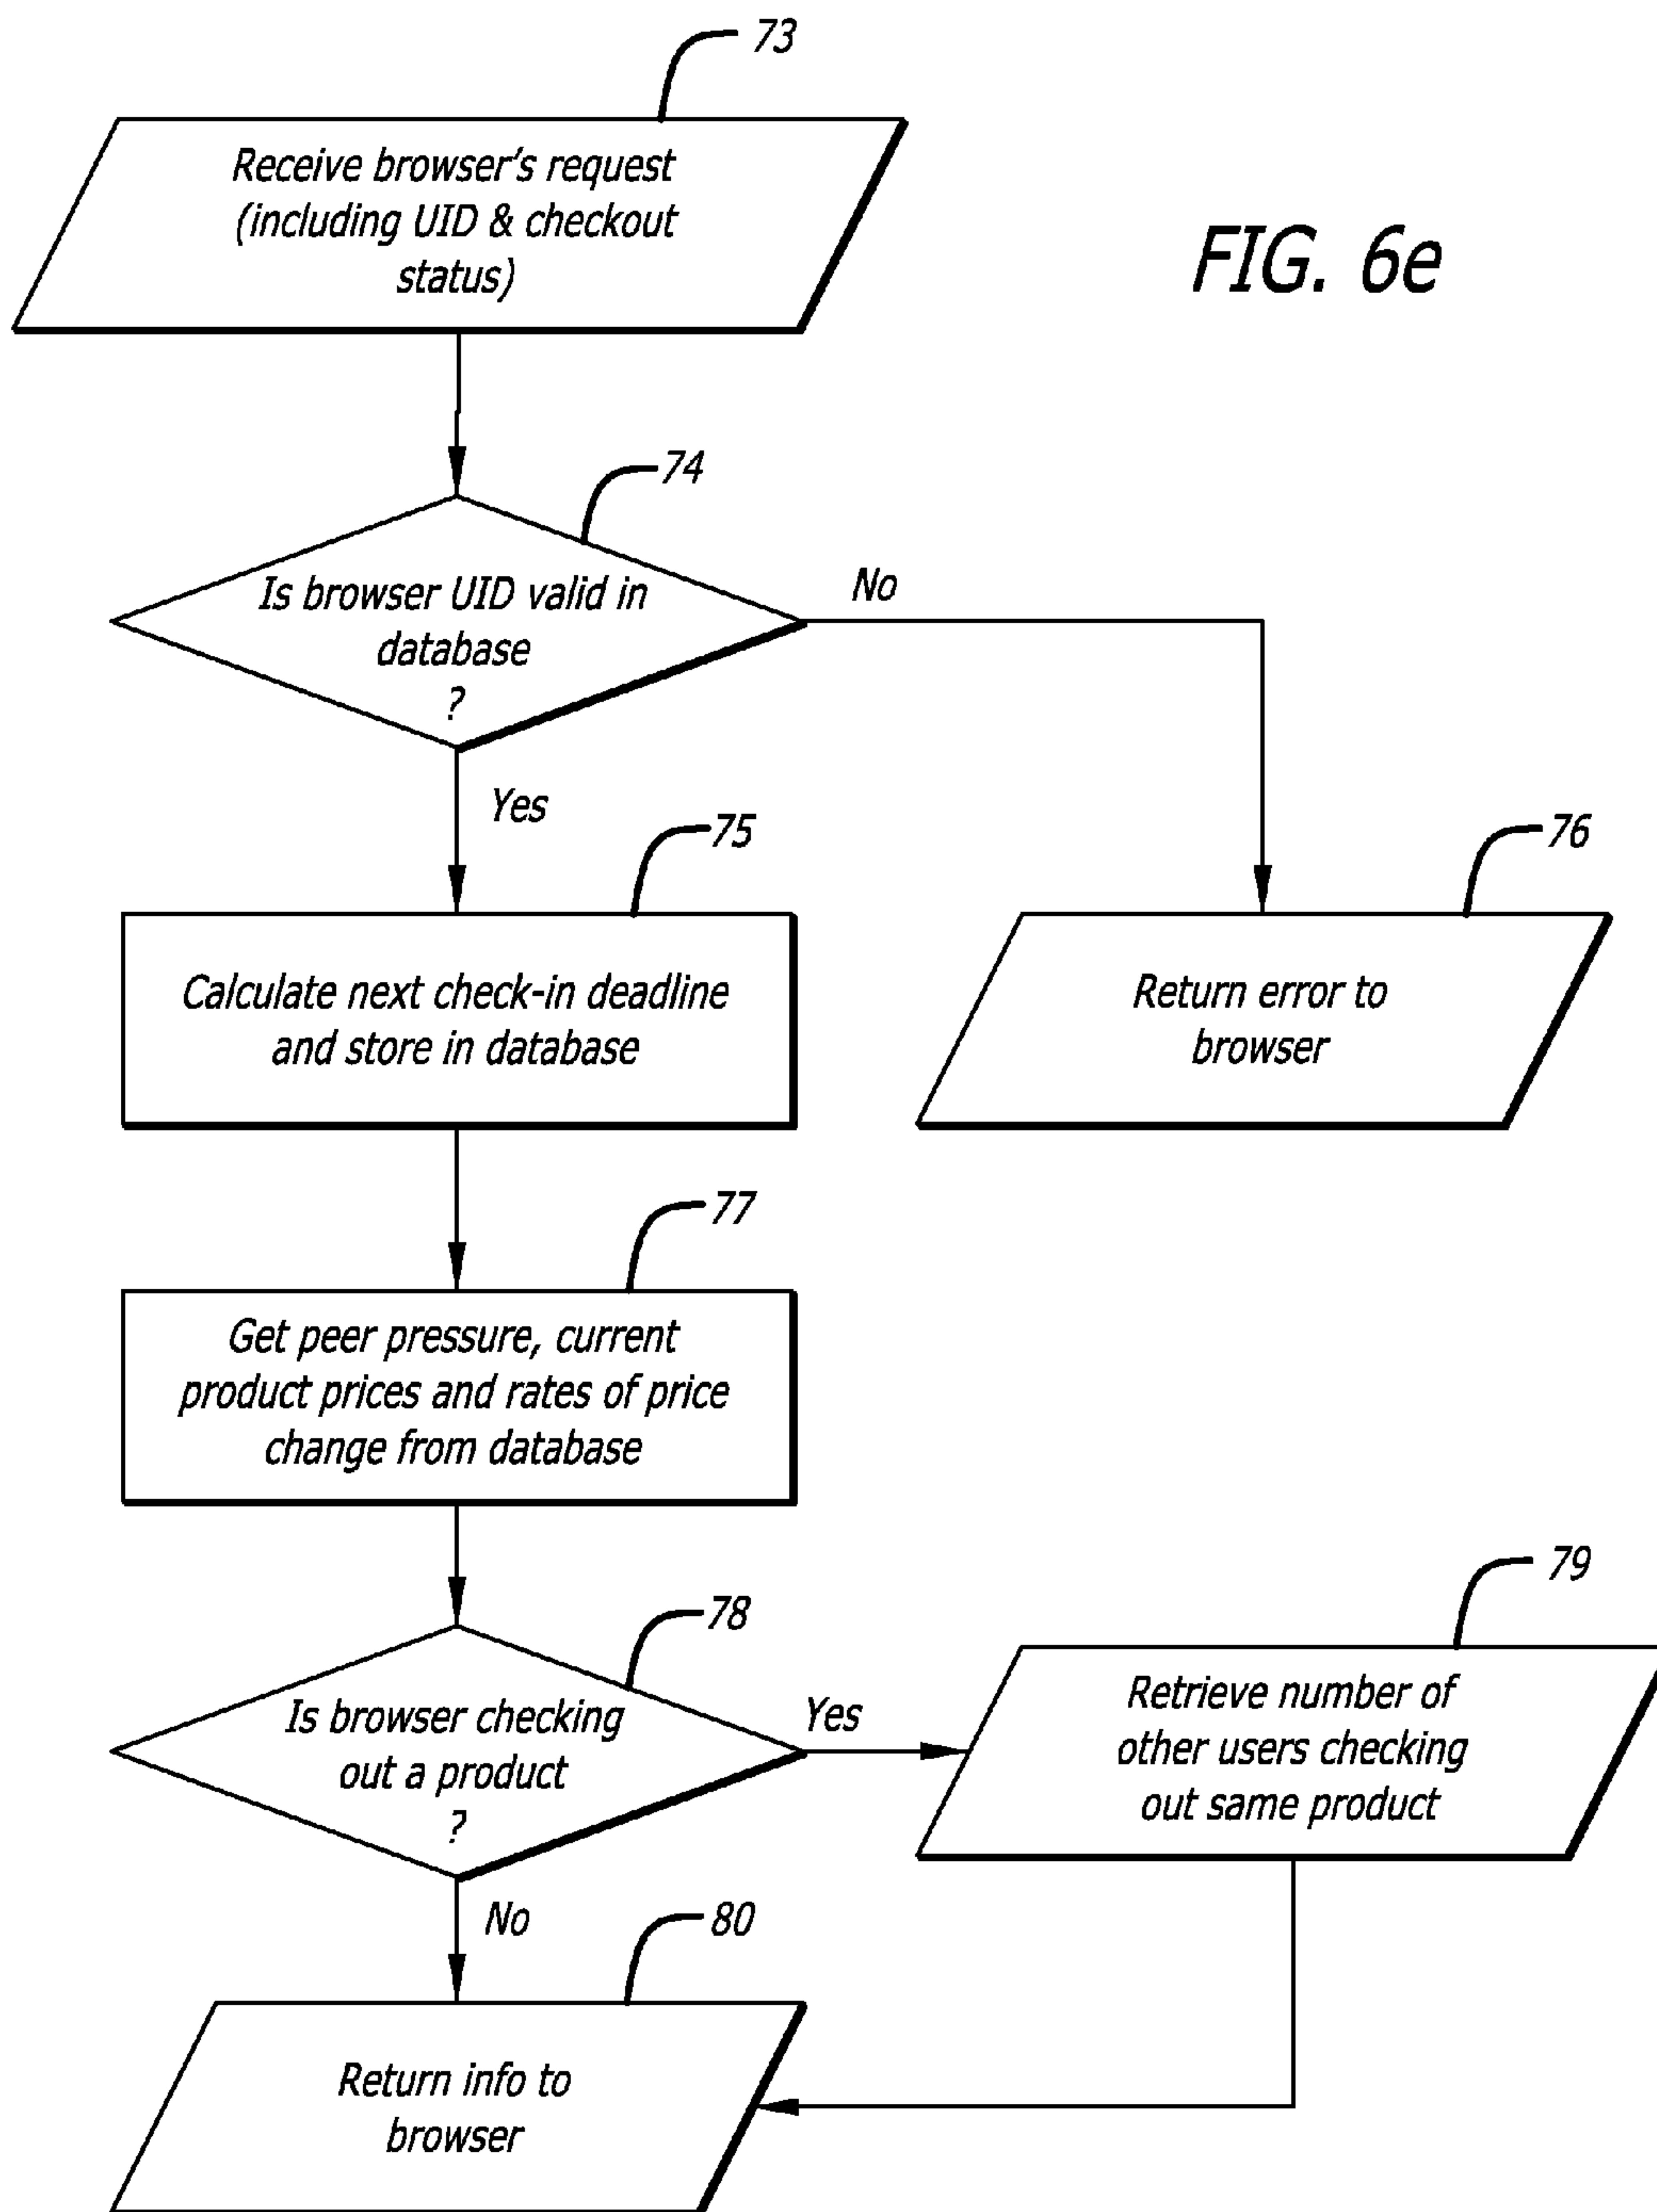 73
Receive browser's request
(including UID & checkout
status)
FIG. 6e
74
Is browser UID valid in
database
?
No
Yes
75
76
Calculate next check-in deadline
and store in database
Return error to
browser
77
Get peer pressure, current
product prices and rates of price
change from database
78
79
Is browser checking
out a product
?
Yes
Retrieve number of
other users checking
out same product
No
80
Return info to
browser